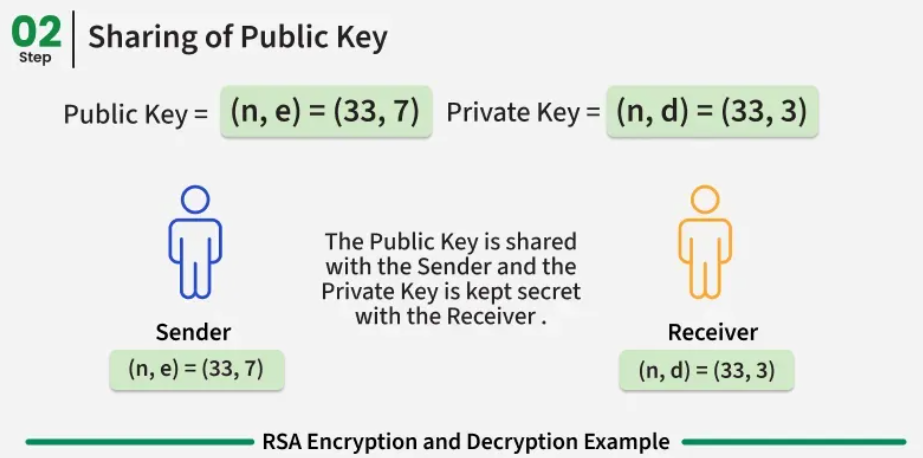 02
Step
Sharing of Public Key
Public Key = (n, e) = (33, 7) Private Key = (n, d) = (33, 3)
The Public Key is shared
with the Sender and the
Private Key is kept secret
with the Receiver .
Sender
(n, e) = (33, 7)
Receiver
(n, d) = (33, 3)
RSA Encryption and Decryption Example